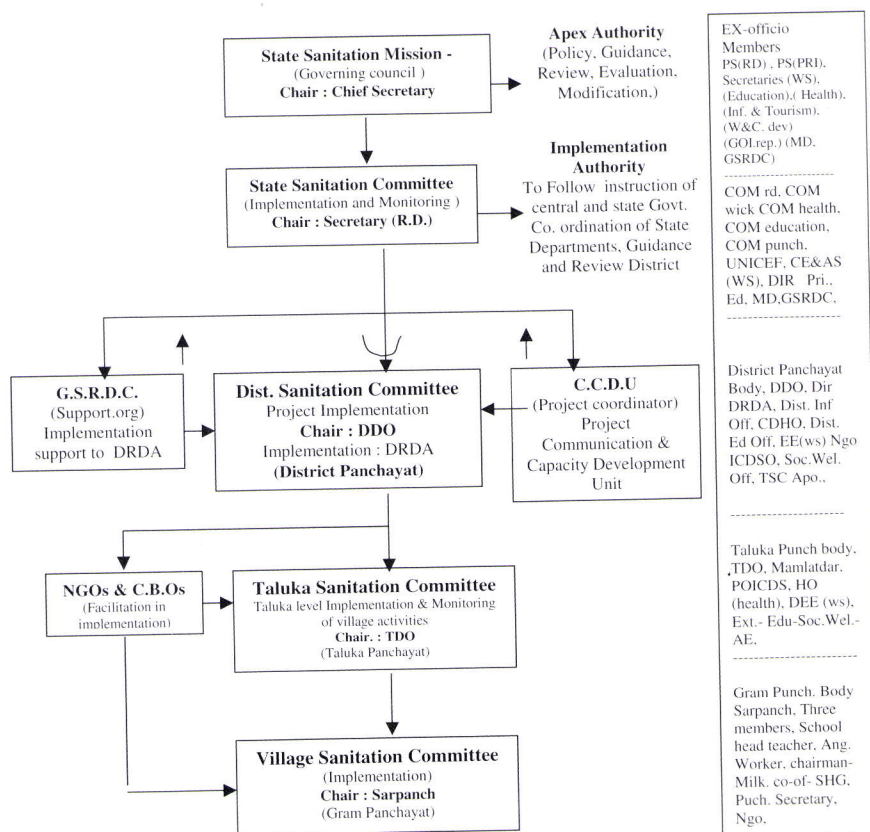 State Sanitation Mission -
(Governing council )
Chair : Chief Secretary
Apex Authority
(Policy, Guidance,
Review, Evaluation,
Modification,)
State Sanitation Committee
(Implementation and Monitoring )
Chair : Secretary (R.D.)
Implementation
Authority
To Follow instruction of
central and state Govt.
Co. ordination of State
Departments, Guidance
and Review District
G.S.R.D.C.
(Support.org)
Implementation
support to DRDA
Dist. Sanitation Committee
Project Implementation
Chair : DDO
Implementation : DRDA
(District Panchayat)
C.C.D.U
(Project coordinator)
Project
Communication &
Capacity Development
Unit
NGOs & C.B.Os
(Facilitation in
implementation)
Taluka Sanitation Committee
Taluka level Implementation & Monitoring
of village activities
Chair. : TDO
(Taluka Panchayat)
Village Sanitation Committee
(Implementation)
Chair : Sarpanch
(Gram Panchayat)
EX-officio
Members
PS(RD) , PS(PRI),
Secretaries (WS),
(Education),( Health),
(Inf. & Tourism),
(W&C. dev)
(GOI.rep.) (MD,
GSRDC)
------------------------
COM rd, COM
wick COM health,
COM education,
COM punch,
UNICEF, CE&AS
(WS), DIR Pri.,
Ed, MD,GSRDC,
------------------------
District Panchayat
Body, DDO, Dir
DRDA, Dist. Inf
Off, CDHO, Dist.
Ed Off, EE(ws) Ngo
ICDSO, Soc.Wel.
Off, TSC Apo..
------------------------
Taluka Punch body,
TDO, Mamlatdar,
POICDS, HO
(health), DEE (ws),
Ext.- Edu-Soc.Wel.-
AE,
------------------------
Gram Punch. Body
Sarpanch, Three
members, School
head teacher, Ang.
Worker, chairman-
Milk. co-of- SHG,
Puch. Secretary,
Ngo,